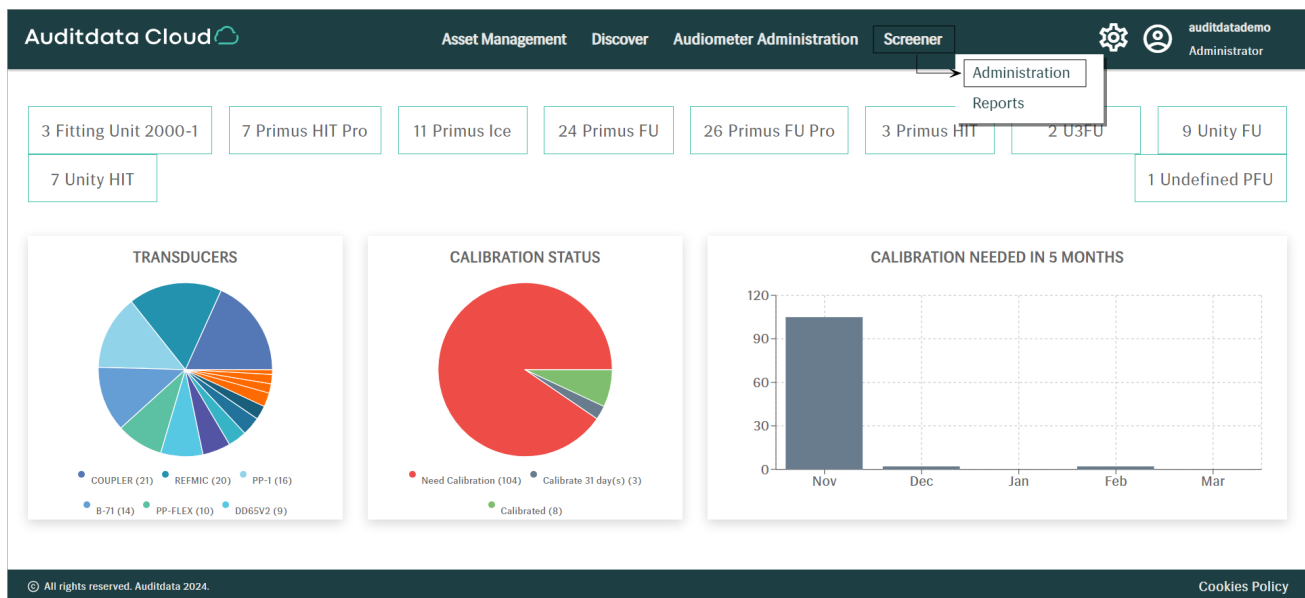 Auditdata Cloud
Asset Management Discover Audiometer Administration Screener
auditdatademo
Administrator
Administration
Reports
3 Fitting Unit 2000-1 7 Primus HIT Pro 11 Primus Ice 24 Primus FU 26 Primus FU Pro 3 Primus HIT 2 U3FU 9 Unity FU
7 Unity HIT 1 Undefined PFU
TRANSDUCERS
COUPLER (21) REFMIC (20) PP-1 (16)
B-71 (14) PP-FLEX (10) DD65V2 (9)
CALIBRATION STATUS
Need Calibration (104) Calibrate 31 day(s) (3)
Calibrated (8)
CALIBRATION NEEDED IN 5 MONTHS
120
90
60
30
0
Nov Dec Jan Feb Mar
© All rights reserved. Auditdata 2024. Cookies Policy